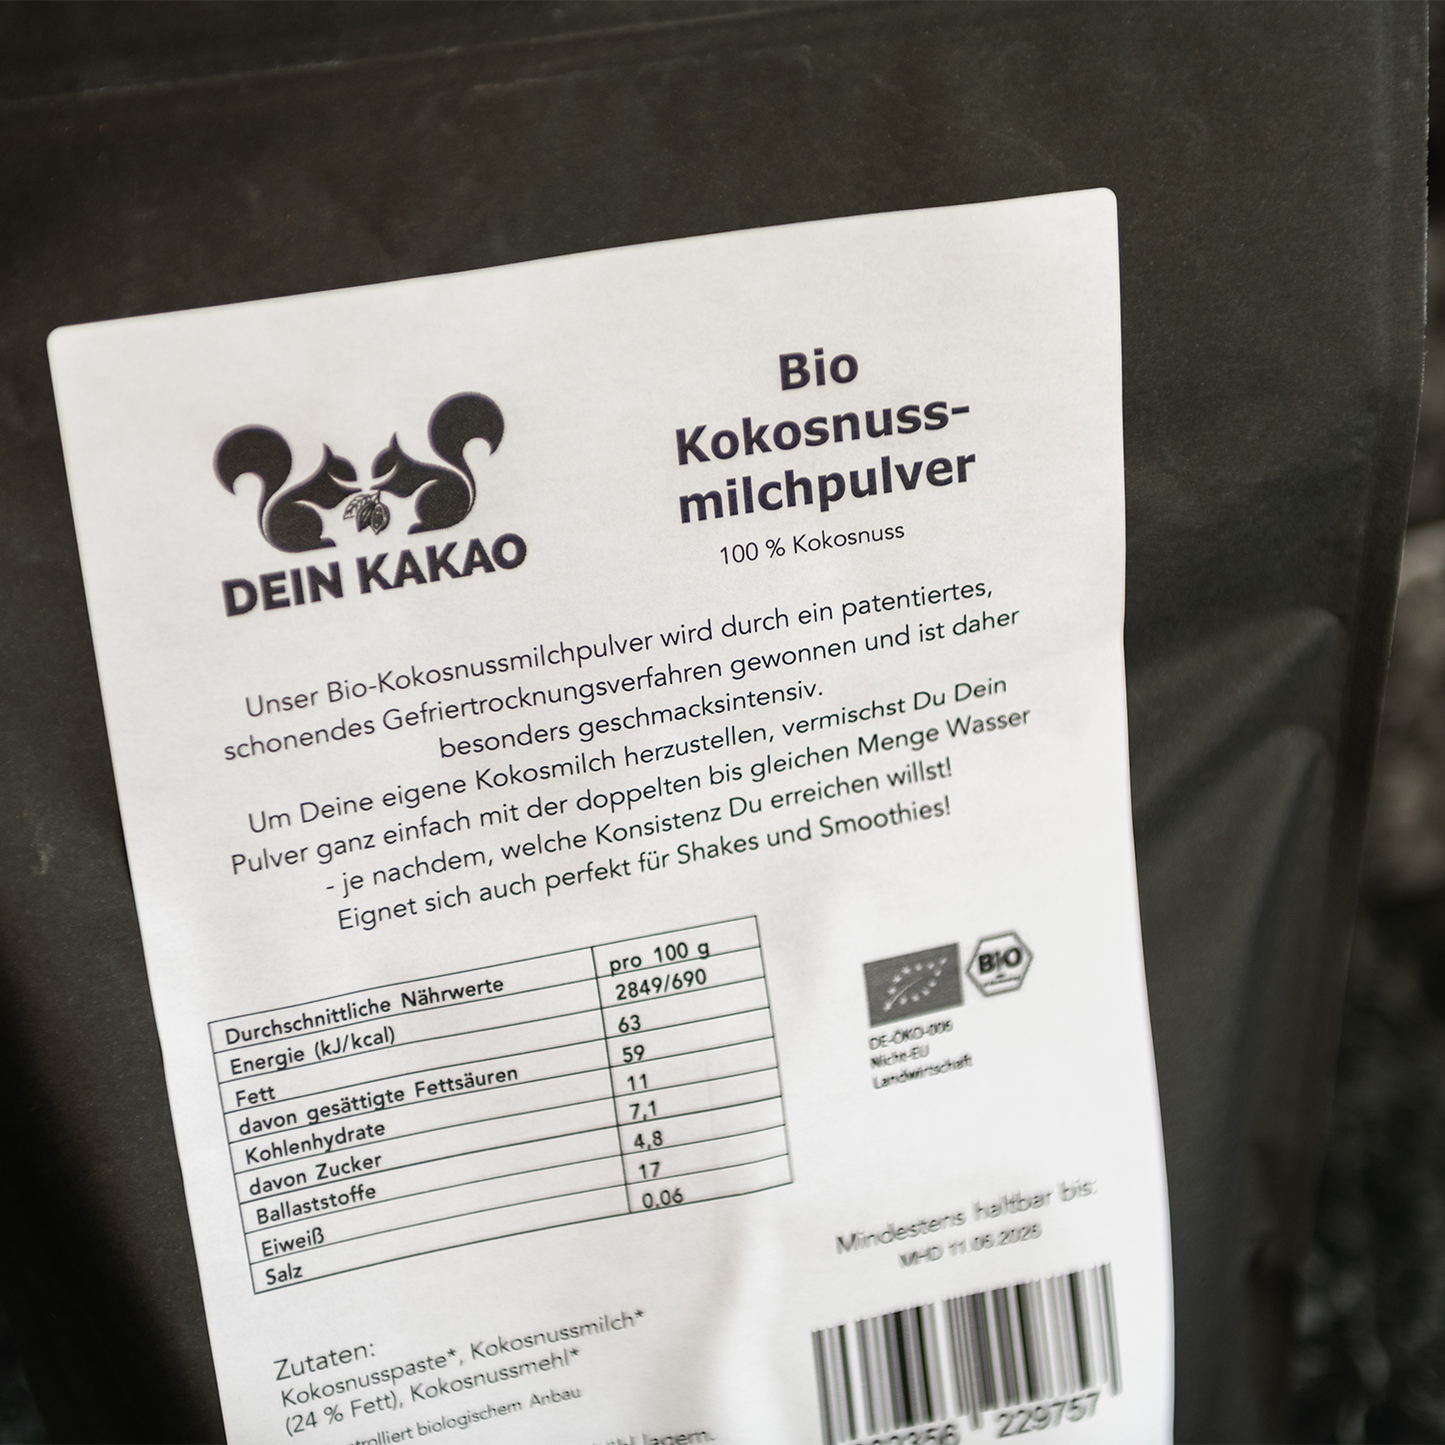 DEIN KAKAO
Bio
Kokosnuss-
milchpulver
100 % Kokosnuss
Unser Bio-Kokosnussmilchpulver wird durch ein patentiertes,
schonendes Gefriertrocknungsverfahren gewonnen und ist daher
besonders geschmacksintensiv.
Um Deine eigene Kokosmilch herzustellen, vermischst Du Dein
Pulver ganz einfach mit der doppelten bis gleichen Menge Wasser
- je nachdem, welche Konsistenz Du erreichen willst!
Eignet sich auch perfekt für Shakes und Smoothies!
Durchschnittliche Nährwerte pro 100 g
Energie (kJ/kcal) 2849/690
Fett 63
davon gesättigte Fettsäuren 59
Kohlenhydrate 11
davon Zucker 7,1
Ballaststoffe 4,8
Eiweiß 17
Salz 0,06
BIO
DE-ÖKO-006
Nicht-EU
Landwirtschaft
Mindestens haltbar bis:
MHD
Zutaten:
Kokosnusspaste*, Kokosnussmilch*
(24 % Fett), Kokosnussmehl*
biologischem Anbau
lagern.
229757